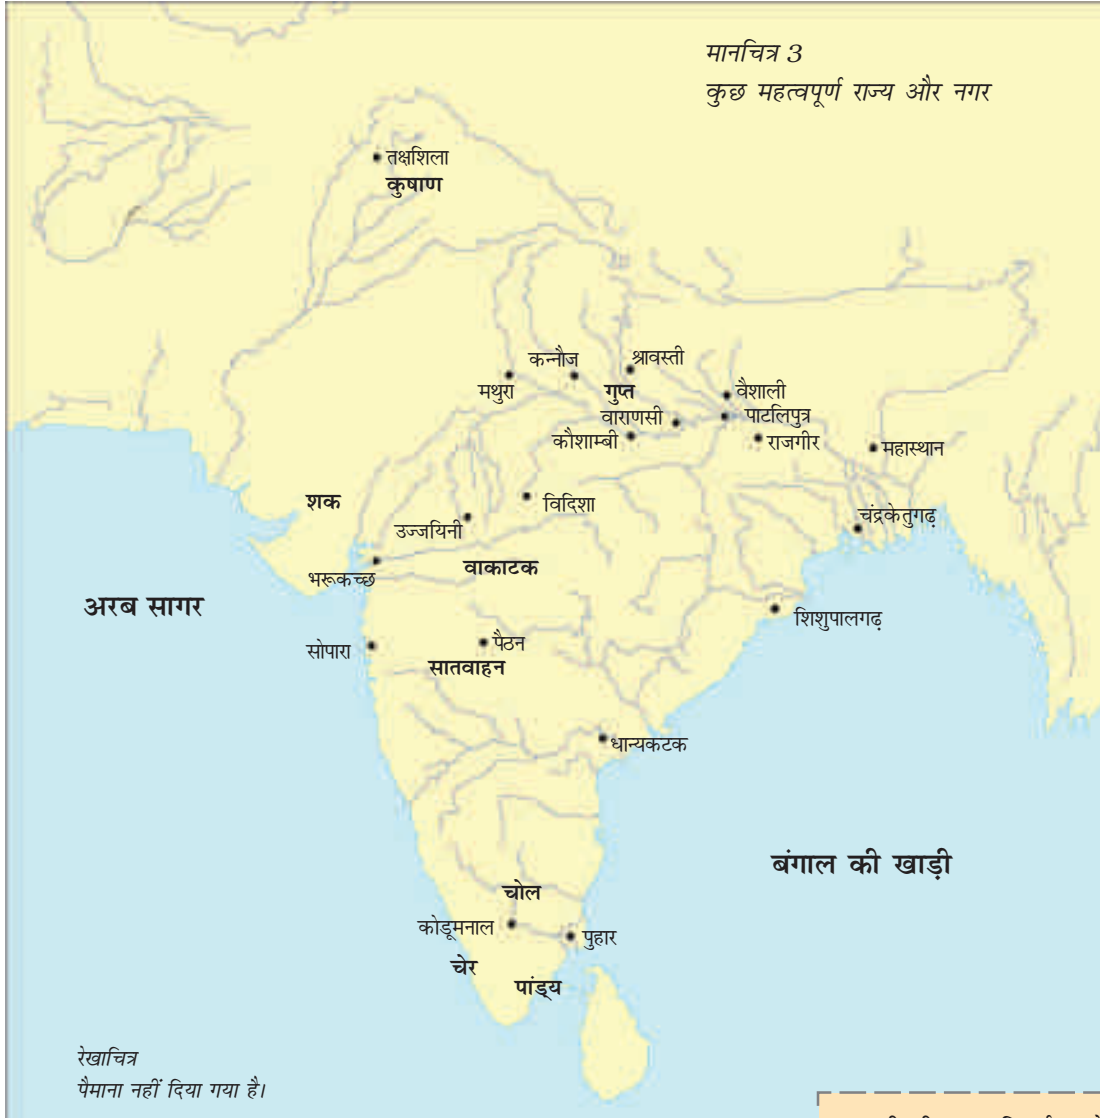 मानचित्र 3
कुछ महत्वपूर्ण राज्य और नगर
तक्षशिला
कुषाण
कन्नौज
श्रावस्ती
मथुरा
गुप्त
वैशाली
वाराणसी
पाटलिपुत्र
कौशाम्बी
राजगीर
महास्थान
शक
विदिशा
चंद्रकेतुगढ़
उज्जयिनी
वाकाटक
भरूकच्छ
अरब सागर
शिशुपालगढ़
सोपारा
पैठन
सातवाहन
धान्यकटक
बंगाल की खाड़ी
चोल
कोडूमनाल
पुहार
चेर
पांड्य
रेखाचित्र
पैमाना नहीं दिया गया है।